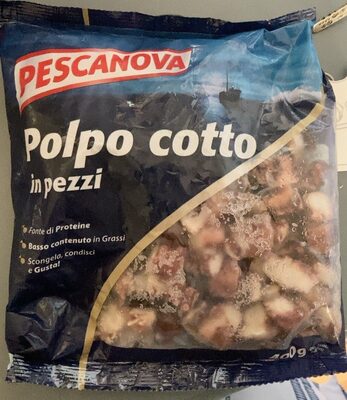 PESCANOVA
Polpo cotto
in pezzi
Fonte di Proteine
Basso contenuto in Grassi
Scongela, condisci
e Gusta!